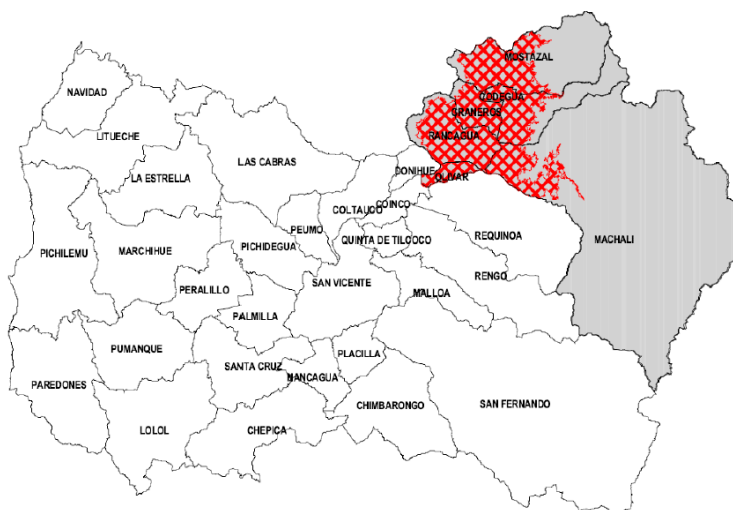 MOSTAZAL
NAVIDAD
CODEGUA
GRANEROS
LITUECHE
RANCAGUA
LAS CABRAS
DONIHUE
OLIVAR
LA ESTRELLA
COINCO
COLTAUCO
PEUMO
REQUINOA
PICHILEMU
MARCHIHUE
PICHIDEGUA
QUINTA DE TILCOCO
MACHALI
RENGO
SAN VICENTE
PERALILLO
MALLOA
PALMILLA
PUMANQUE
PLACILLA
SANTA CRUZ
NANCAGUA
PAREDONES
SAN FERNANDO
CHIMBARONGO
LOLOL
CHEPICA